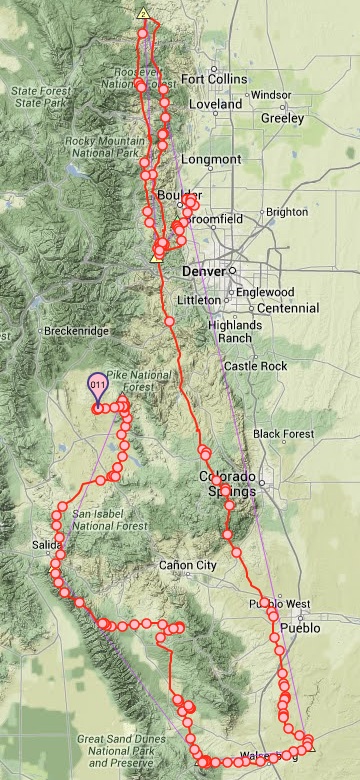 2
Fort Collins
Roosevelt
National Forest
State Forest
State Park
Windsor
Loveland
Greeley
Rocky Mountain
National Park
Longmont
Boulder
Brighton
Broomfield
Denver
Englewood
Littleton
Centennial
Highlands
Ranch
Breckenridge
Castle Rock
Pike National
Forest
011
Black Forest
Colorado
Springs
San Isabel
National Forest
Salida
Cañon City
Pueblo West
Pueblo
Great Sand Dunes
National Park
and Preserve